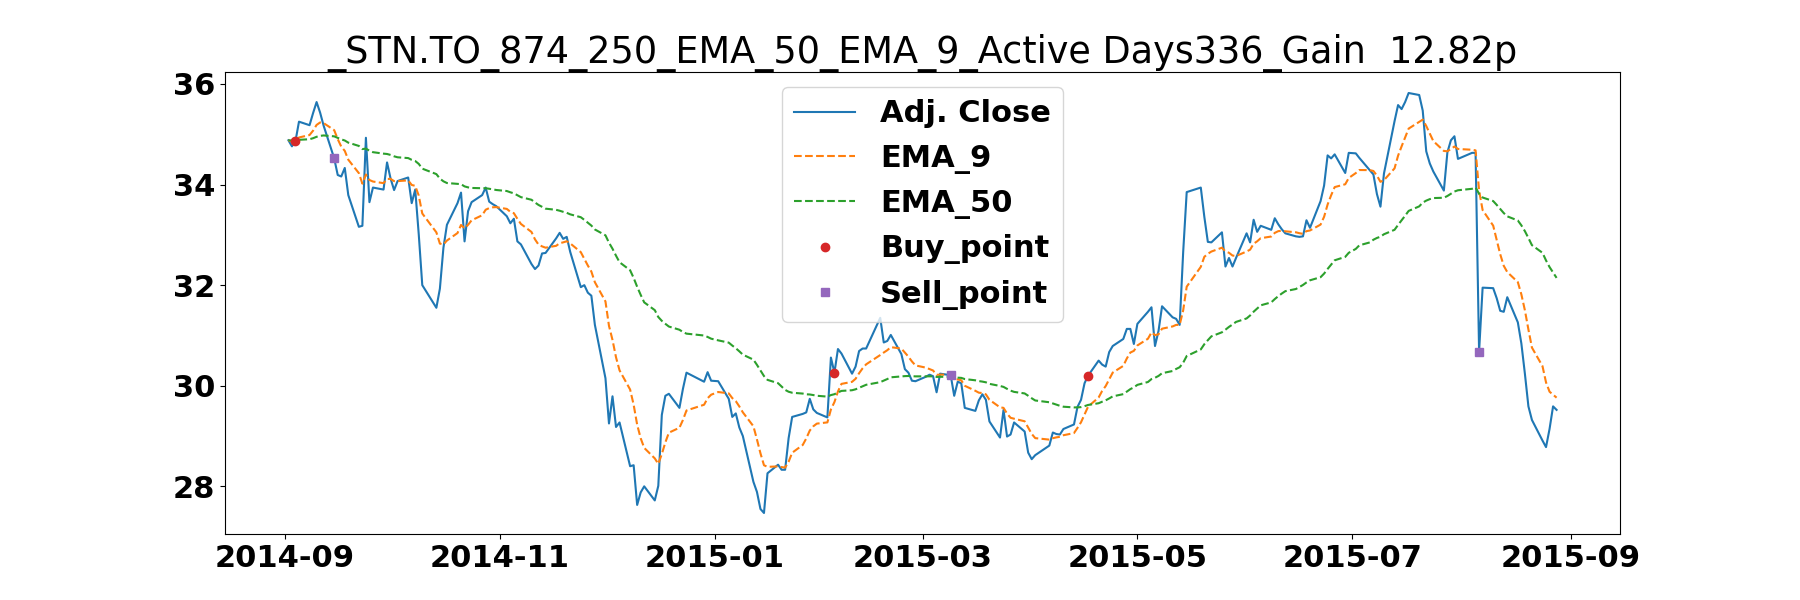 _STN.TO_874_250_EMA_50_EMA_9_Active Days336_Gain  12.82p
36
34
32
30
28
Adj. Close
EMA_9
EMA_50
Buy_point
Sell_point
2014-09 2014-11 2015-01 2015-03 2015-05 2015-07 2015-09